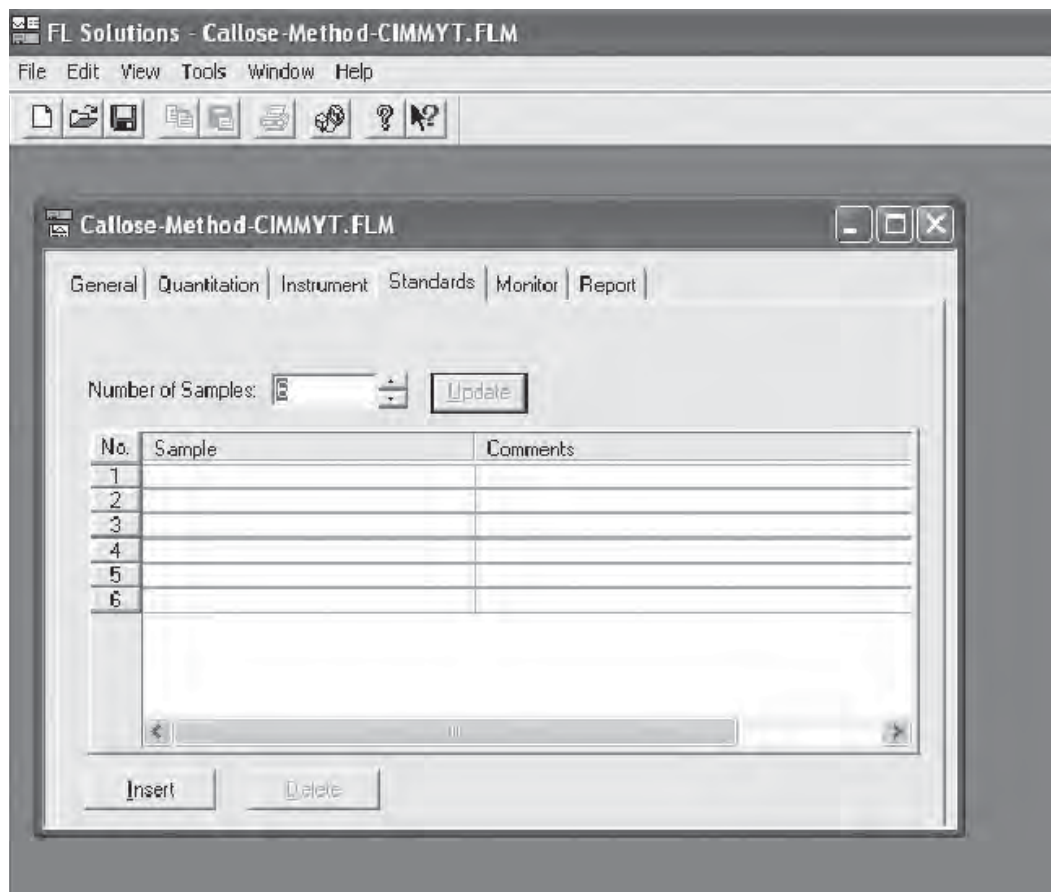 FL Solutions - Callose-Method-CIMMYT.FLM
File Edit View Tools Window Help
Callose-Method-CIMMYT.FLM
General Quantitation Instrument Standards Monitor Report
Number of Samples: 6 Update
No. Sample Comments
1
2
3
4
5
6
Insert Delete